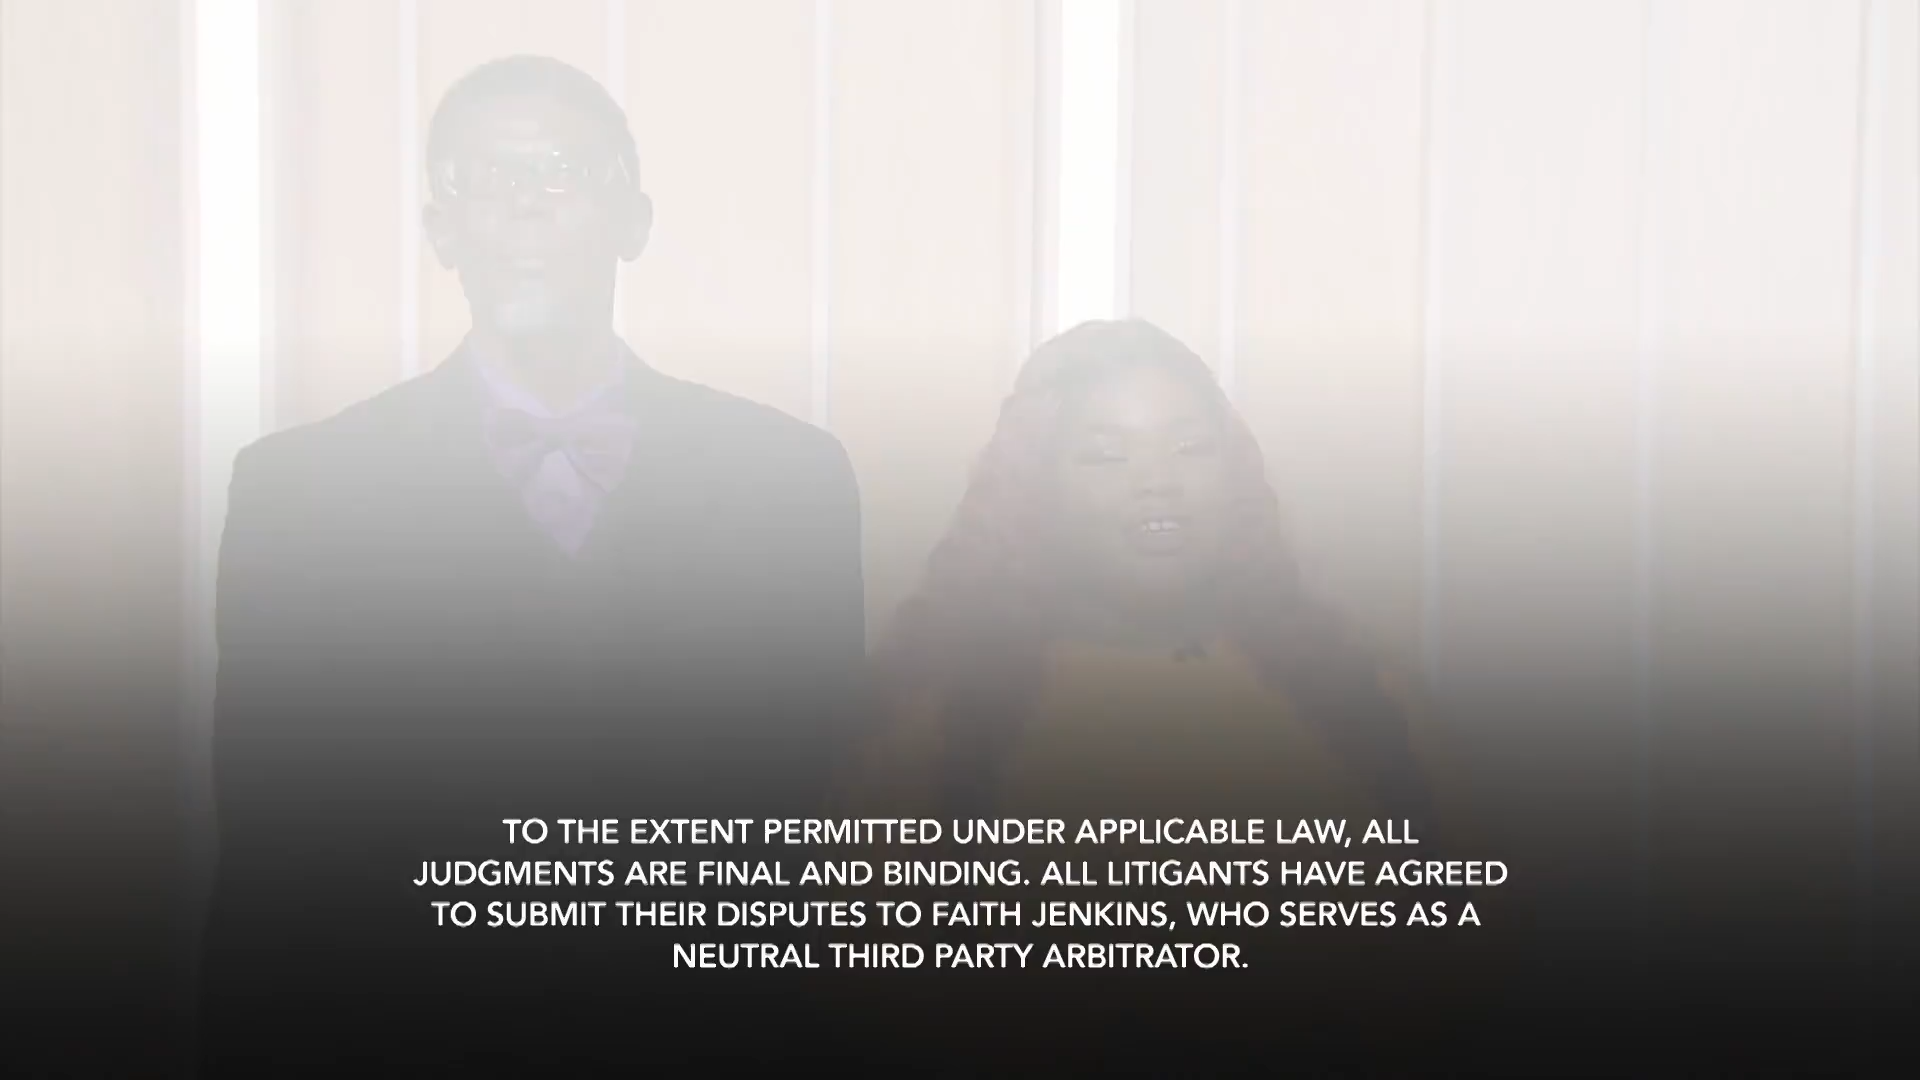 TO THE EXTENT PERMITTED UNDER APPLICABLE LAW, ALL
JUDGMENTS ARE FINAL AND BINDING. ALL LITIGANTS HAVE AGREED
TO SUBMIT THEIR DISPUTES TO FAITH JENKINS, WHO SERVES AS A
NEUTRAL THIRD PARTY ARBITRATOR.